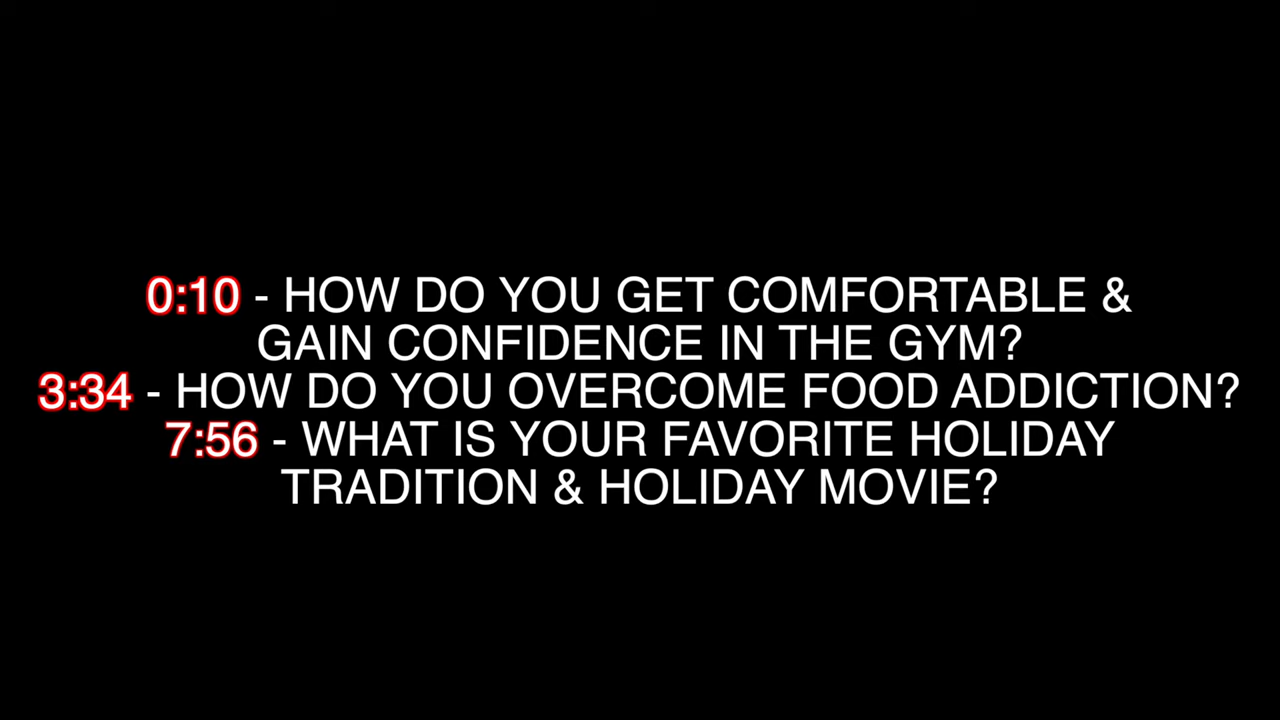 0:10 - HOW DO YOU GET COMFORTABLE &
GAIN CONFIDENCE IN THE GYM?
3:34 - HOW DO YOU OVERCOME FOOD ADDICTION?
7:56 - WHAT IS YOUR FAVORITE HOLIDAY
TRADITION & HOLIDAY MOVIE?